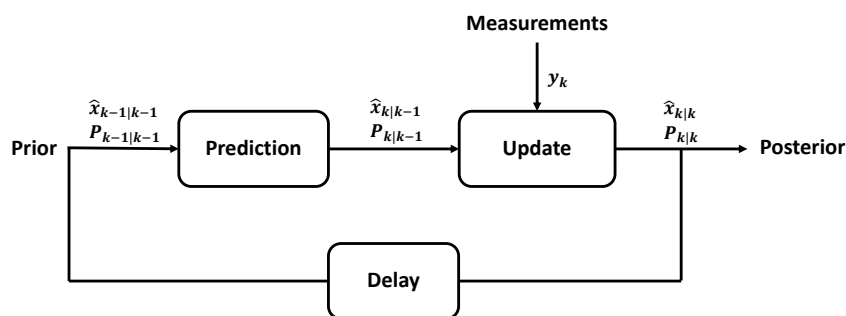 Measurements
y_k
x̂_{k-1|k-1}
P_{k-1|k-1}
x̂_{k|k-1}
P_{k|k-1}
x̂_{k|k}
P_{k|k}
Prior
Prediction
Update
Posterior
Delay